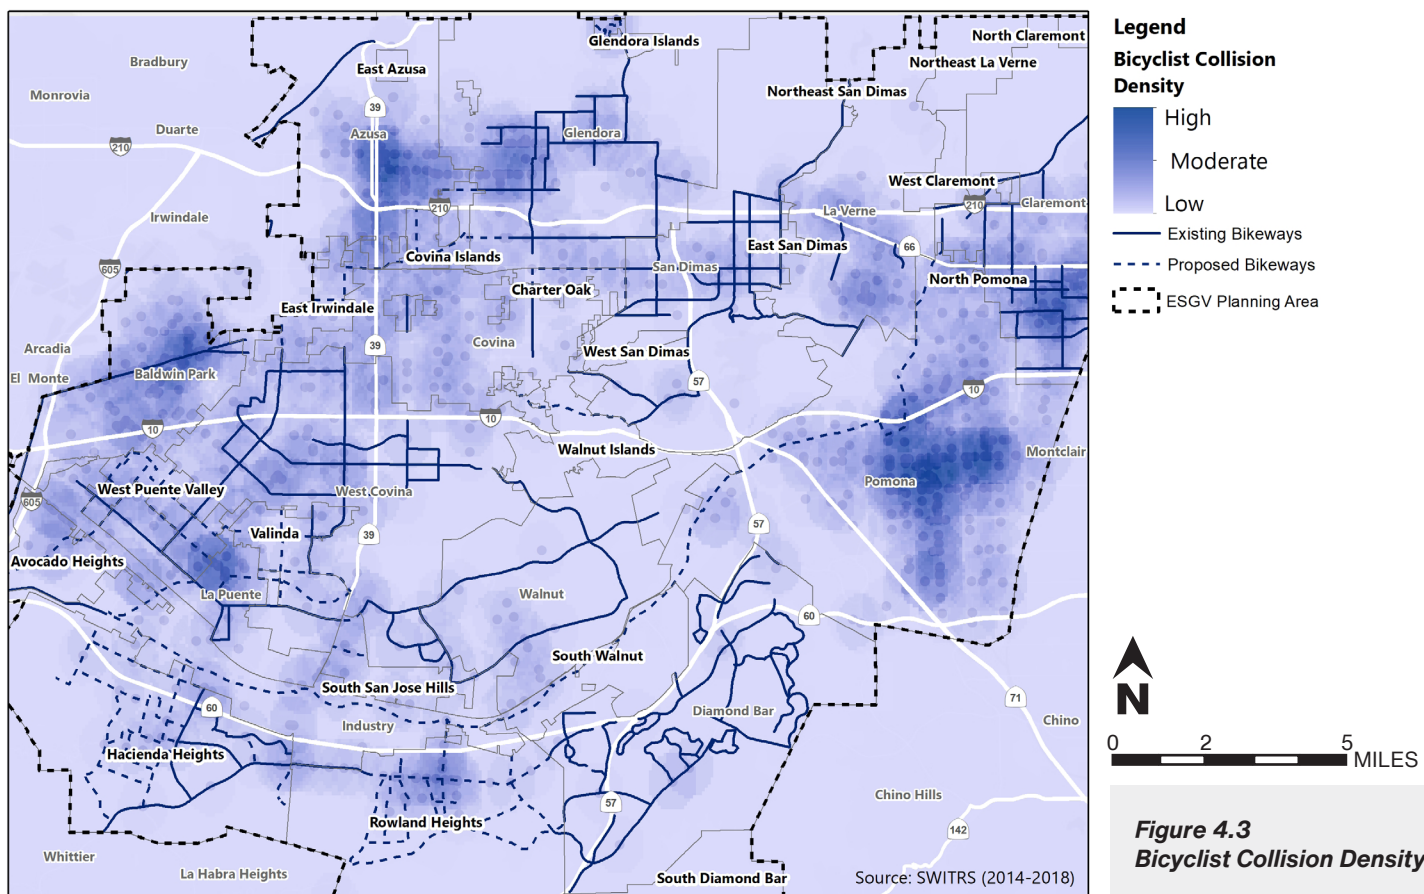 Glendora Islands
North Claremont
Bradbury
East Azusa
Northeast La Verne
Monrovia
Northeast San Dimas
39
Duarte
Azusa
Glendora
210
West Claremont
Irwindale
210
La Verne
210
Claremont
66
605
Covina Islands
East San Dimas
San Dimas
North Pomona
Charter Oak
East Irwindale
Arcadia
39
Covina
West San Dimas
El Monte
Baldwin Park
57
10
10
10
Walnut Islands
Montclair
West Puente Valley
West Covina
Pomona
605
Valinda
39
57
Avocado Heights
La Puente
Walnut
60
South Walnut
South San Jose Hills
60
Industry
Diamond Bar
71
Chino
Hacienda Heights
57
Chino Hills
Rowland Heights
142
Whittier
La Habra Heights
South Diamond Bar
Source: SWITRS (2014-2018)
Legend
Bicyclist Collision
Density
High
Moderate
Low
Existing Bikeways
Proposed Bikeways
ESGV Planning Area
N
0 2 5
MILES
Figure 4.3
Bicyclist Collision Density